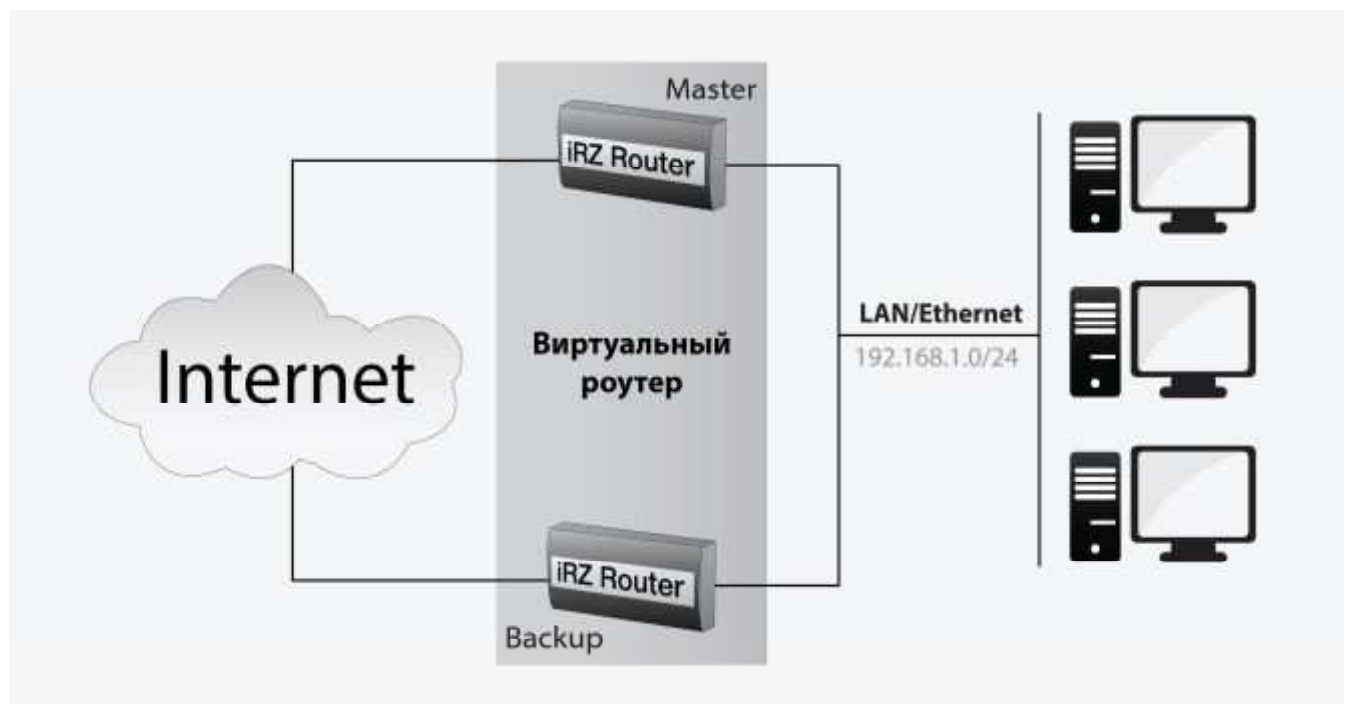 Master
iRZ Router
Internet
Виртуальный
роутер
LAN/Ethernet
192.168.1.0/24
iRZ Router
Backup